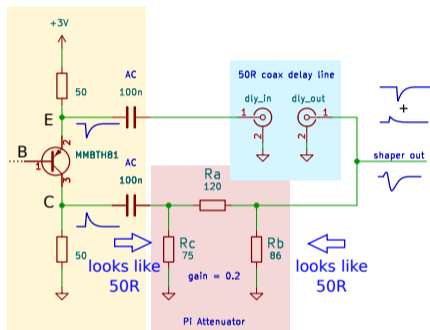 +3V
50
AC
100n
50R coax delay line
dly_in
dly_out
1
1
2
2
E
B
1
2
3
MMBTH81
+
shaper out
AC
100n
C
Ra
120
50
Rc
75
Rb
86
looks like
50R
gain = 0.2
looks like
50R
Pi Attenuator